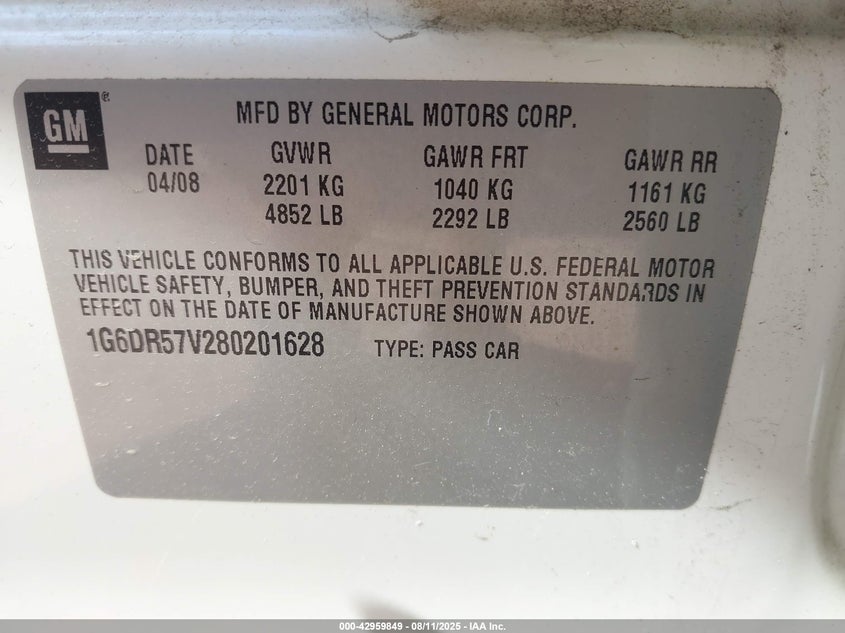 GM®
MFD BY GENERAL MOTORS CORP.
DATE GVWR GAWR FRT GAWR RR
04/08 2201 KG 1040 KG 1161 KG
4852 LB 2292 LB 2560 LB
THIS VEHICLE CONFORMS TO ALL APPLICABLE U.S. FEDERAL MOTOR
VEHICLE SAFETY, BUMPER, AND THEFT PREVENTION STANDARDS IN
EFFECT ON THE DATE OF MANUFACTURE SHOWN ABOVE.
1G6DR57V280201628 TYPE: PASS CAR
000-42959849 - 08/11/2025 - IAA Inc.